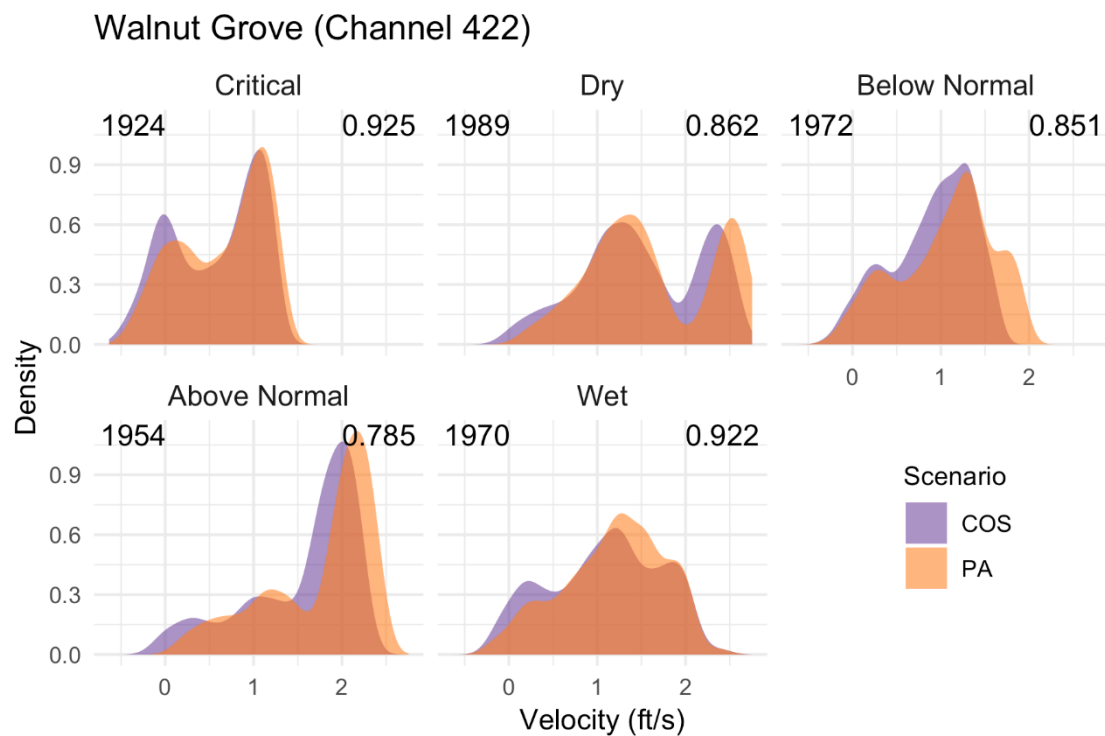 Walnut Grove (Channel 422)
Critical Dry Below Normal
1924 0.925 1989 0.862 1972 0.851
0.9
0.6
0.3
0.0
0 1 2
Above Normal Wet
1954 0.785 1970 0.922
0.9
0.6
0.3
0.0
0 1 2 0 1 2
Density
Velocity (ft/s)
Scenario
COS
PA